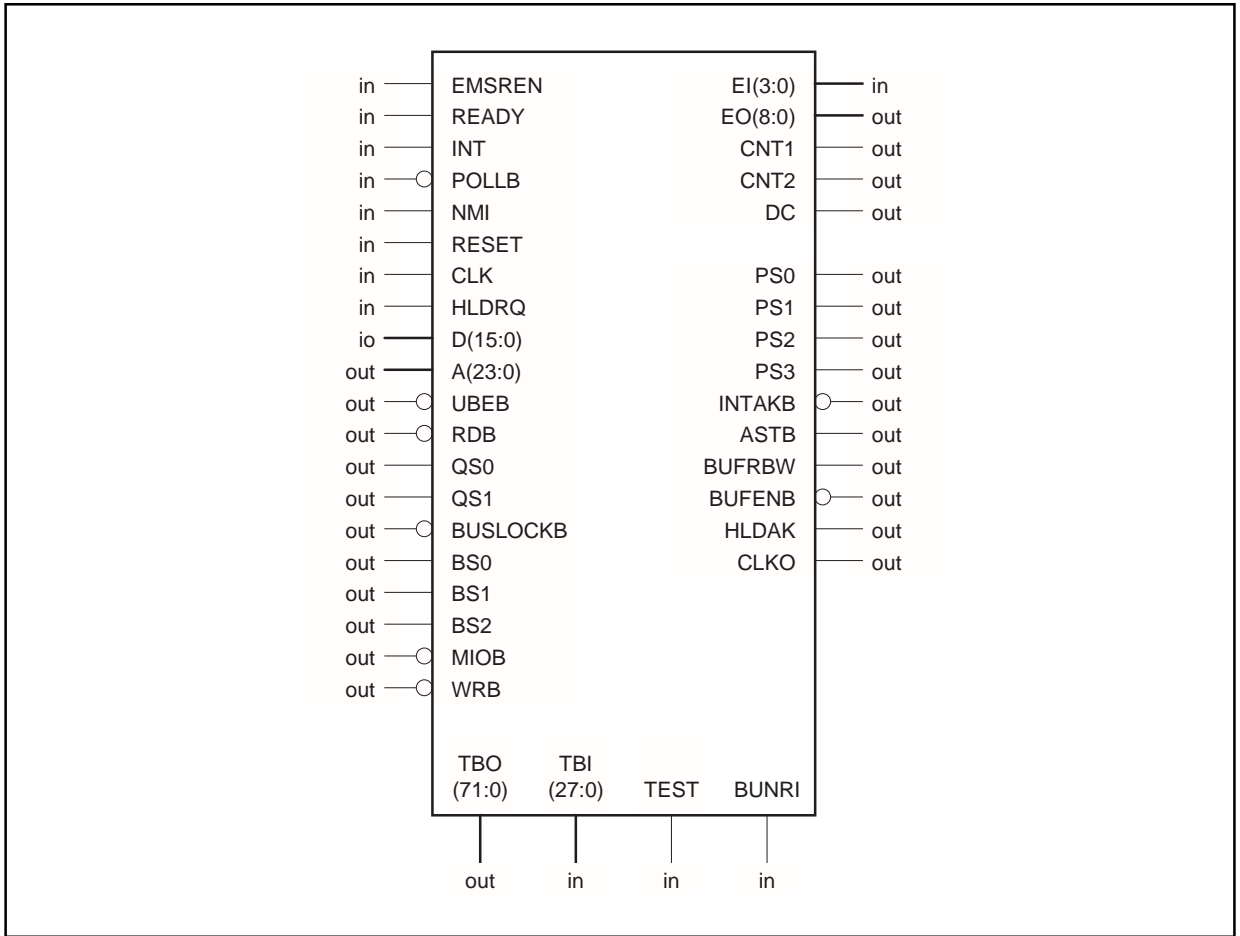 in EMSREN EI(3:0) in
in READY EO(8:0) out
in INT CNT1 out
in POLLB CNT2 out
in NMI DC out
in RESET
in CLK PS0 out
in HLDRQ PS1 out
io D(15:0) PS2 out
out A(23:0) PS3 out
out UBEB INTAKB out
out RDB ASTB out
out QS0 BUFRBW out
out QS1 BUFENB out
out BUSLOCKB HLDAK out
out BS0 CLKO out
out BS1
out BS2
out MIOB
out WRB
TBO TBI
(71:0) (27:0) TEST BUNRI
out in in in